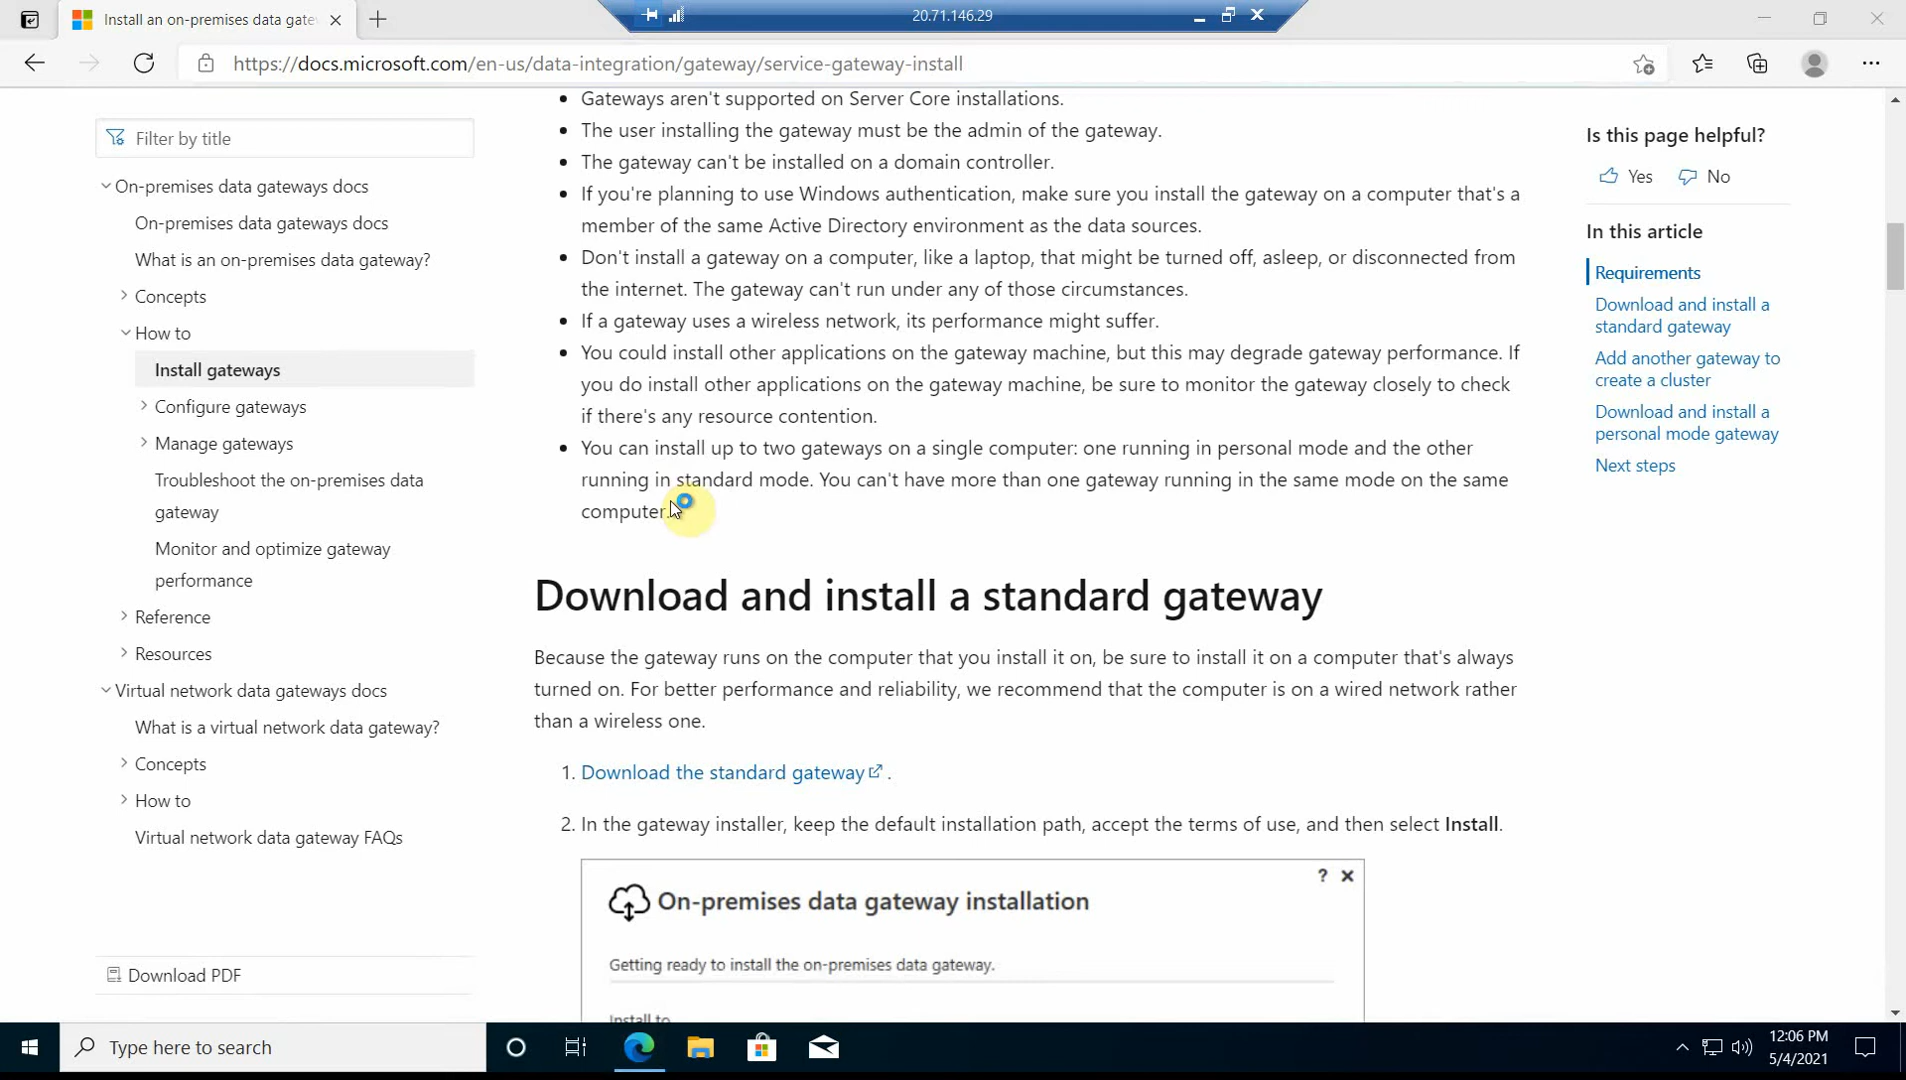 Install an on-premises data gate
20.71.146.29
https://docs.microsoft.com/en-us/data-integration/gateway/service-gateway-install
Filter by title
On-premises data gateways docs
On-premises data gateways docs
What is an on-premises data gateway?
Concepts
How to
Install gateways
Configure gateways
Manage gateways
Troubleshoot the on-premises data
gateway
Monitor and optimize gateway
performance
Reference
Resources
Virtual network data gateways docs
What is a virtual network data gateway?
Concepts
How to
Virtual network data gateway FAQs
Download PDF
• Gateways aren't supported on Server Core installations.
• The user installing the gateway must be the admin of the gateway.
• The gateway can't be installed on a domain controller.
• If you're planning to use Windows authentication, make sure you install the gateway on a computer that's a
member of the same Active Directory environment as the data sources.
• Don't install a gateway on a computer, like a laptop, that might be turned off, asleep, or disconnected from
the internet. The gateway can't run under any of those circumstances.
• If a gateway uses a wireless network, its performance might suffer.
• You could install other applications on the gateway machine, but this may degrade gateway performance. If
you do install other applications on the gateway machine, be sure to monitor the gateway closely to check
if there's any resource contention.
• You can install up to two gateways on a single computer: one running in personal mode and the other
running in standard mode. You can't have more than one gateway running in the same mode on the same
computer.
Download and install a standard gateway
Because the gateway runs on the computer that you install it on, be sure to install it on a computer that's always
turned on. For better performance and reliability, we recommend that the computer is on a wired network rather
than a wireless one.
1. Download the standard gateway .
2. In the gateway installer, keep the default installation path, accept the terms of use, and then select Install.
? ×
On-premises data gateway installation
Getting ready to install the on-premises data gateway.
Install to
Is this page helpful?
Yes No
In this article
Requirements
Download and install a
standard gateway
Add another gateway to
create a cluster
Download and install a
personal mode gateway
Next steps
Type here to search
12:06 PM
5/4/2021